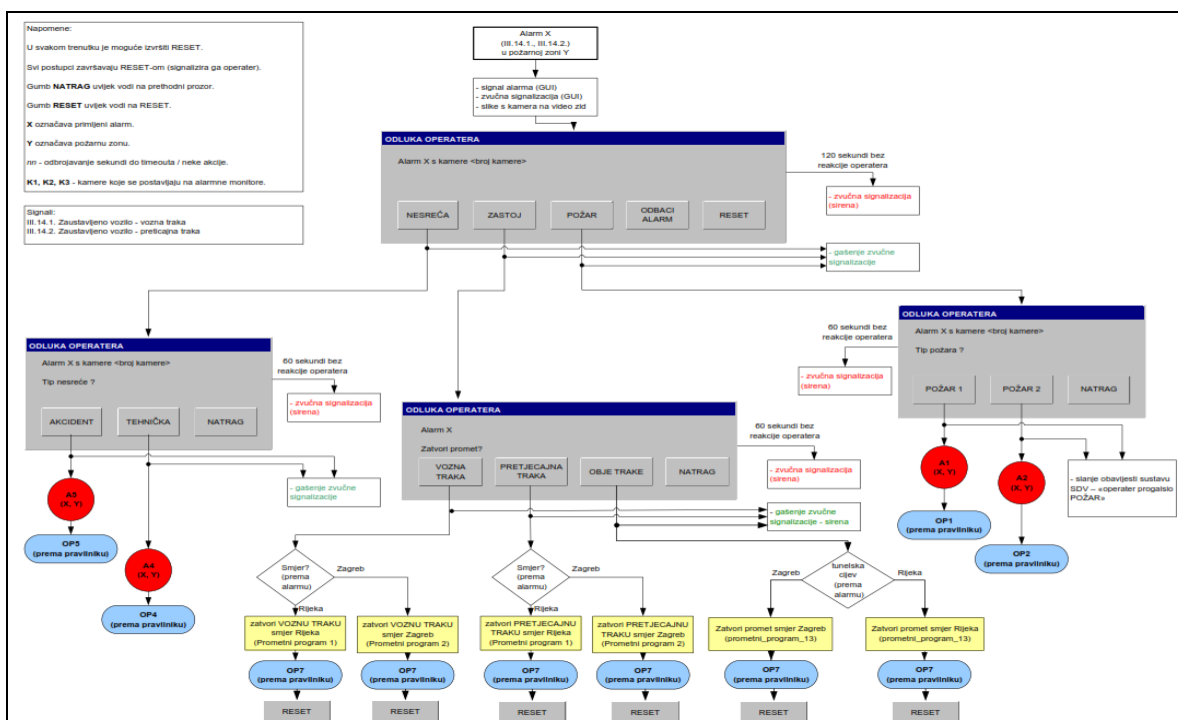 Napomene:
U svakom trenutku je moguće izvršiti RESET.
Svi postupci završavaju RESET-om (signalizira ga operater).
Gumb NATRAG uvijek vodi na prethodni prozor.
Gumb RESET uvijek vodi na RESET.
X označava primljeni alarm.
Y označava požarnu zonu.
nn - odbrojavanje sekundi do timeouta / neke akcije.
K1, K2, K3 - kamere koje se postavljaju na alarmne monitore.
Signali:
III.14.1. Zaustavljeno vozilo - vozna traka
III.14.2. Zaustavljeno vozilo - preticajna traka
Alarm X
(III.14.1., III.14.2.)
u požarnoj zoni Y
- signal alarma (GUI)
- zvučna signalizacija (GUI)
- slike s kamera na video zid
ODLUKA OPERATERA
Alarm X s kamere <broj kamere>
NESREĆA
ZASTOJ
POŽAR
ODBACI
ALARM
RESET
120 sekundi bez
reakcije operatera
- zvučna signalizacija
(sirena)
- gašenje zvučne
signalizacije
ODLUKA OPERATERA
Alarm X s kamere <broj kamere>
Tip nesreće ?
AKCIDENT
TEHNIČKA
NATRAG
60 sekundi bez
reakcije operatera
- zvučna signalizacija
(sirena)
- gašenje zvučne
signalizacije
A5
(X, Y)
OP5
(prema pravilniku)
A4
(X, Y)
OP4
(prema pravilniku)
ODLUKA OPERATERA
Alarm X
Zatvori promet?
VOZNA
TRAKA
PRETJECAJNA
TRAKA
OBJE TRAKE
NATRAG
60 sekundi bez
reakcije operatera
- zvučna signalizacija
(sirena)
- gašenje zvučne
signalizacije - sirena
ODLUKA OPERATERA
Alarm X s kamere <broj kamere>
Tip požara ?
POŽAR 1
POŽAR 2
NATRAG
60 sekundi bez
reakcije operatera
- zvučna signalizacija
(sirena)
A1
(X, Y)
OP1
(prema pravilniku)
A2
(X, Y)
OP2
(prema pravilniku)
- slanje obavijesti sustavu
SDV – «operater progalsio
POŽAR»
Smjer?
(prema
alarmu)
Zagreb
Rijeka
Smjer?
(prema
alarmu)
Zagreb
Rijeka
Zagreb
tunelska
cijev
(prema
alarmu)
Rijeka
zatvori VOZNU TRAKU
smjer Rijeka
(Prometni program 1)
zatvori VOZNU TRAKU
smjer Zagreb
(Prometni program 2)
zatvori PRETJECAJNU
TRAKU smjer Rijeka
(Prometni program 1)
zatvori PRETJECAJNU
TRAKU smjer Zagreb
(Prometni program 2)
Zatvori promet smjer Zagreb
(prometni_program_13)
Zatvori promet smjer Rijeka
(prometni_program_13)
OP7
(prema pravilniku)
OP7
(prema pravilniku)
OP7
(prema pravilniku)
OP7
(prema pravilniku)
OP7
(prema pravilniku)
OP7
(prema pravilniku)
RESET
RESET
RESET
RESET
RESET
RESET